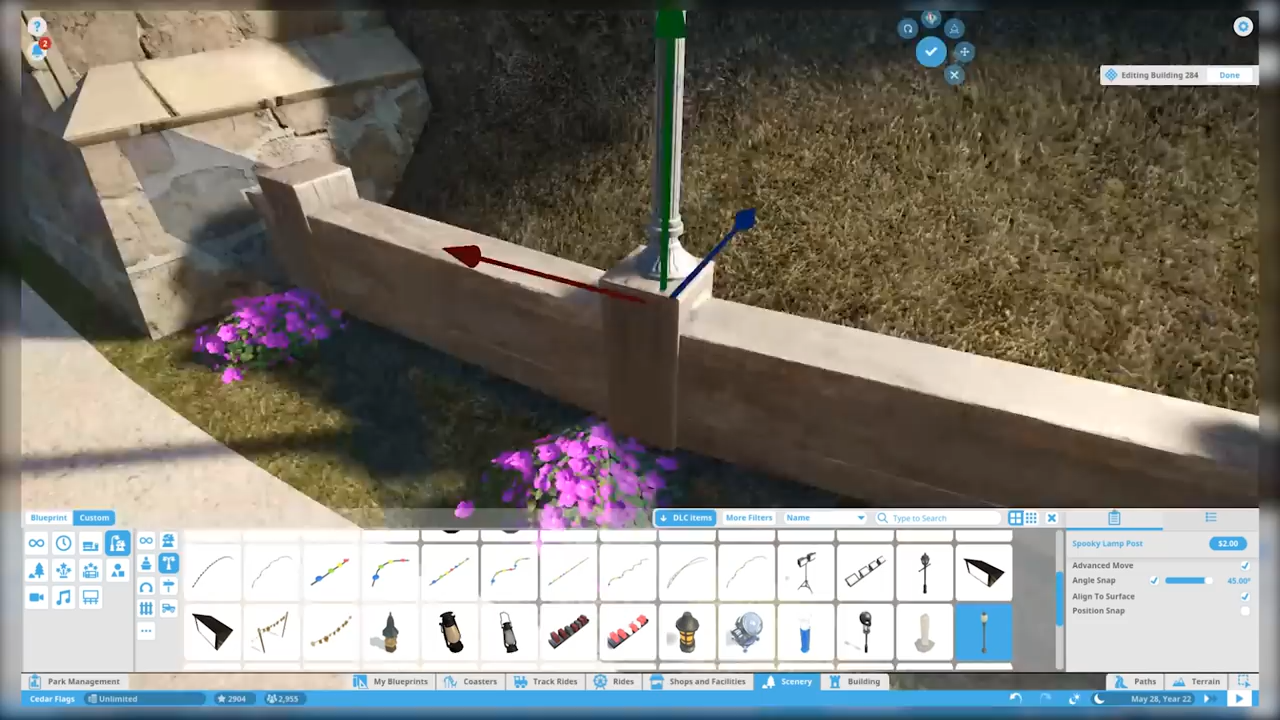 ?
2
Editing Building 284 Done
Blueprint Custom
DLC items More Filters Name Type to Search
Spooky Lamp Post $2.00
Advanced Move
Angle Snap 45.00°
Align To Surface
Position Snap
Park Management My Blueprints Coasters Track Rides Rides Shops and Facilities Scenery Building Paths Terrain
Cedar Flags Unlimited 2904 2,955 May 28, Year 22